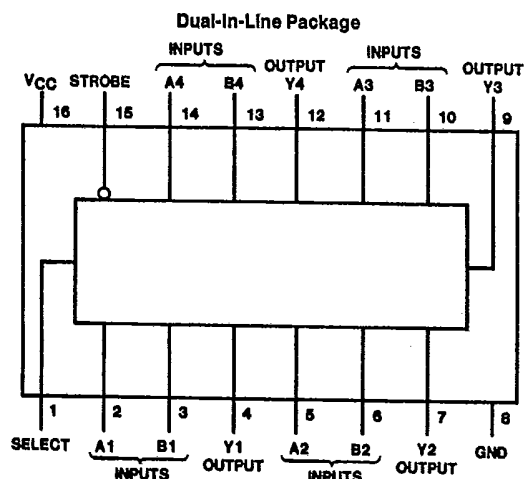 Dual-In-Line Package
INPUTS INPUTS
VCC STROBE A4 B4 OUTPUT Y4 A3 B3 OUTPUT Y3
16 15 14 13 12 11 10 9
1 2 3 4 5 6 7 8
SELECT A1 B1 Y1 OUTPUT A2 B2 Y2 OUTPUT GND
INPUTS INPUTS